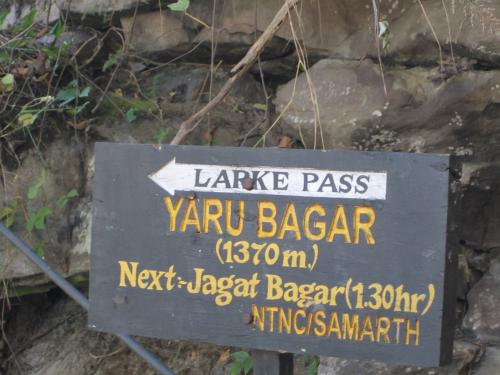 LARKE PASS
YARU BAGAR
(1370 m.)
Next:-Jagat Bagar(1.30hr)
NTNC/SAMARTH